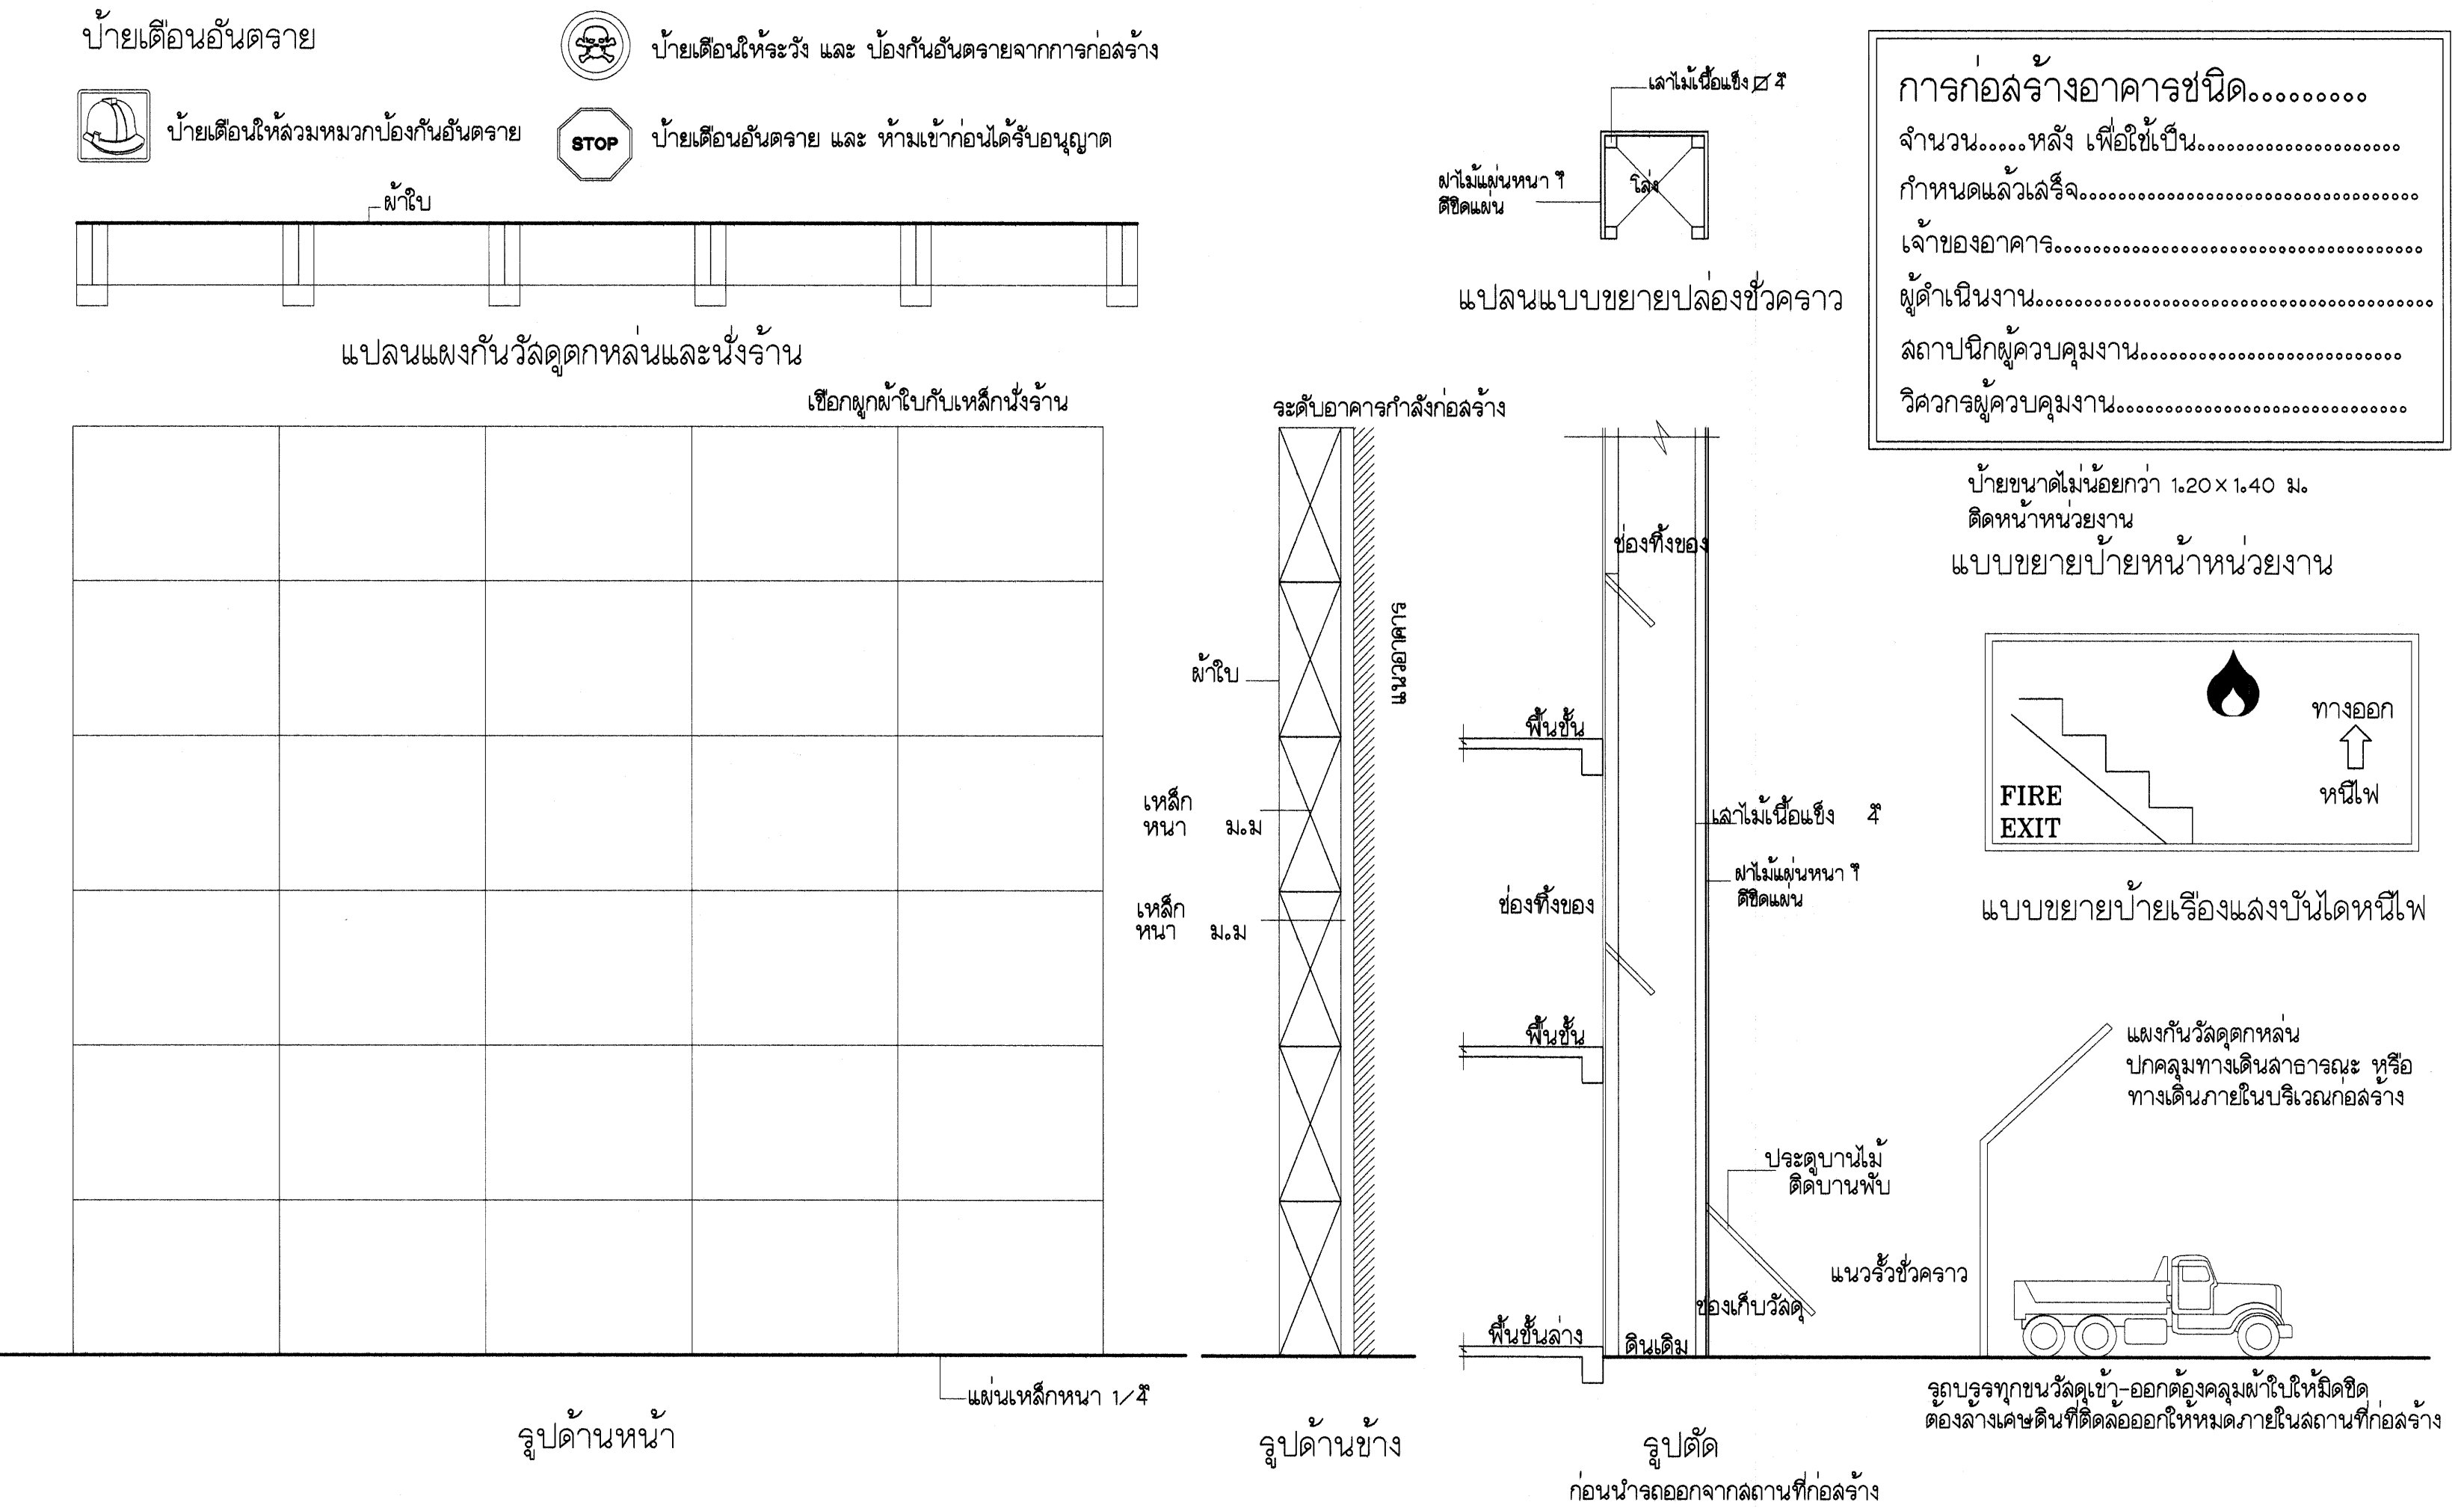 ป้ายเตือนอันตราย
ป้ายเตือนให้ระวัง และ ป้องกันอันตรายจากการก่อสร้าง
ป้ายเตือนให้สวมหมวกป้องกันอันตราย
STOP
ป้ายเตือนอันตราย และ ห้ามเข้าก่อนได้รับอนุญาต
ผ้าใบ
แปลนแผงกันวัสดุตกหล่นและนั่งร้าน
เชือกผูกผ้าใบกับเหล็กนั่งร้าน
แผ่นเหล็กหนา 1/4"
รูปด้านหน้า
ระดับอาคารกำลังก่อสร้าง
ผ้าใบ
แนวอาคาร
เหล็ก
หนา ม.ม
เหล็ก
หนา ม.ม
รูปด้านข้าง
เสาไม้เนื้อแข็ง 4"
ฝาไม้แผ่นหนา 1"
ตีชิดแผ่น
โล่ง
แปลนแบบขยายปล่องชั่วคราว
ช่องทิ้งของ
พื้นชั้น
เสาไม้เนื้อแข็ง 4"
ฝาไม้แผ่นหนา 1"
ตีชิดแผ่น
ช่องทิ้งของ
พื้นชั้น
ประตูบานไม้
ติดบานพับ
ช่องเก็บวัสดุ
พื้นชั้นล่าง
ดินเดิม
รูปตัด
ก่อนนำรถออกจากสถานที่ก่อสร้าง
การก่อสร้างอาคารชนิด.........
จำนวน.....หลัง เพื่อใช้เป็น.....................
กำหนดแล้วเสร็จ...................................
เจ้าของอาคาร......................................
ผู้ดำเนินงาน.........................................
สถาปนิกผู้ควบคุมงาน...........................
วิศวกรผู้ควบคุมงาน..............................
ป้ายขนาดไม่น้อยกว่า 1.20×1.40 ม.
ติดหน้าหน่วยงาน
แบบขยายป้ายหน้าหน่วยงาน
ทางออก
หนีไฟ
FIRE
EXIT
แบบขยายป้ายเรืองแสงบันไดหนีไฟ
แผงกันวัสดุตกหล่น
ปกคลุมทางเดินสาธารณะ หรือ
ทางเดินภายในบริเวณก่อสร้าง
แนวรั้วชั่วคราว
รถบรรทุกขนวัสดุเข้า-ออกต้องคลุมผ้าใบให้มิดชิด
ต้องล้างเศษดินที่ติดล้อออกให้หมดภายในสถานที่ก่อสร้าง